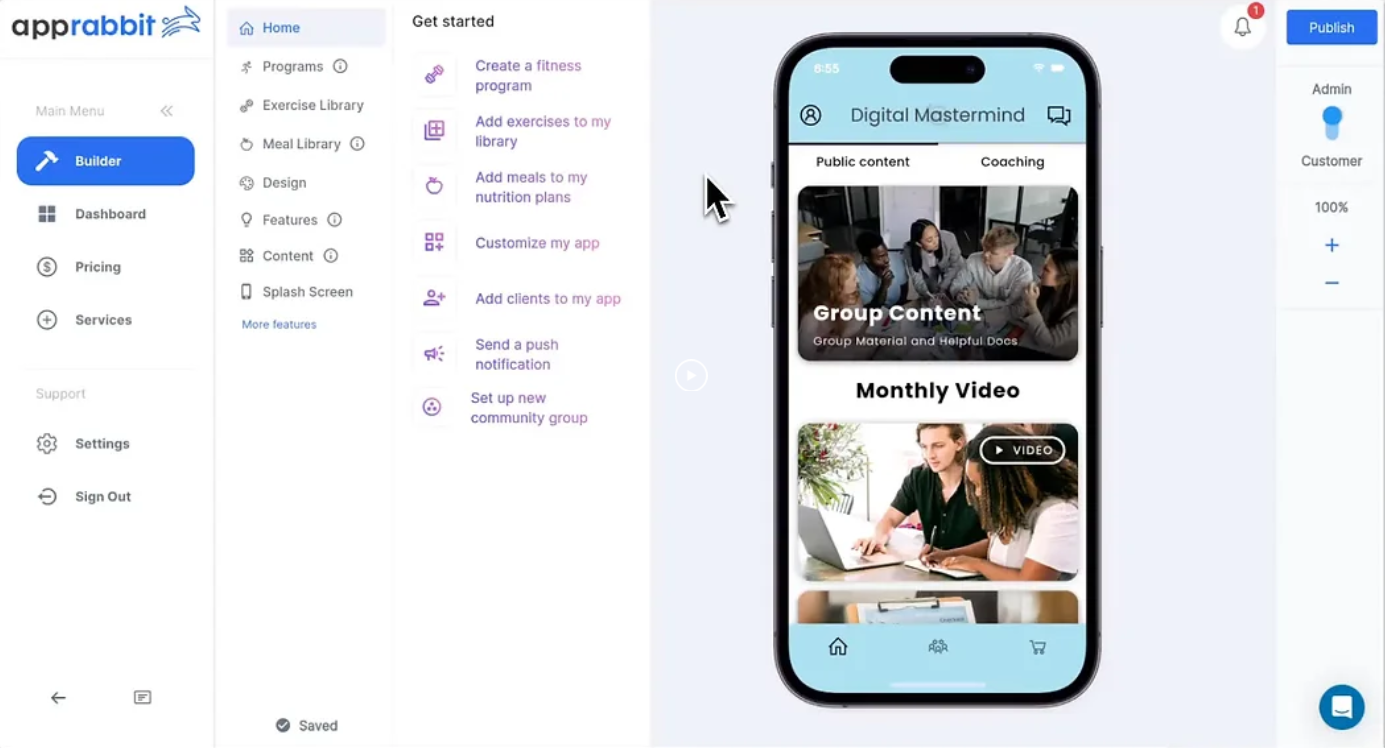 apprabbit
Main Menu
Builder
Dashboard
Pricing
Services
Support
Settings
Sign Out
Home
Programs
Exercise Library
Meal Library
Design
Features
Content
Splash Screen
More features
Saved
Get started
Create a fitness
program
Add exercises to my
library
Add meals to my
nutrition plans
Customize my app
Add clients to my app
Send a push
notification
Set up new
community group
6:55
Digital Mastermind
Public content
Coaching
Group Content
Group Material and Helpful Docs
Monthly Video
VIDEO
1
Publish
Admin
Customer
100%